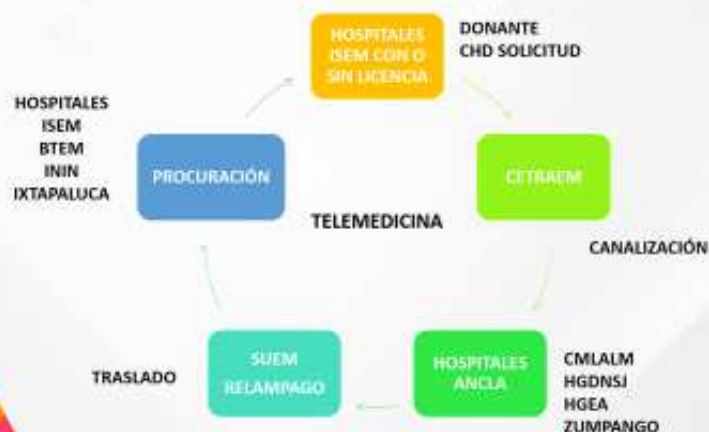 HOSPITALES
ISEM CON O
SIN LICENCIA
DONANTE
CHD SOLICITUD
CETRAEM
CANALIZACIÓN
HOSPITALES
ANCLA
CMLALM
HGDNSJ
HGEA
ZUMPANGO
SUEM
RELAMPAGO
TRASLADO
PROCURACIÓN
HOSPITALES
ISEM
BTEM
ININ
IXTAPALUCA
TELEMEDICINA